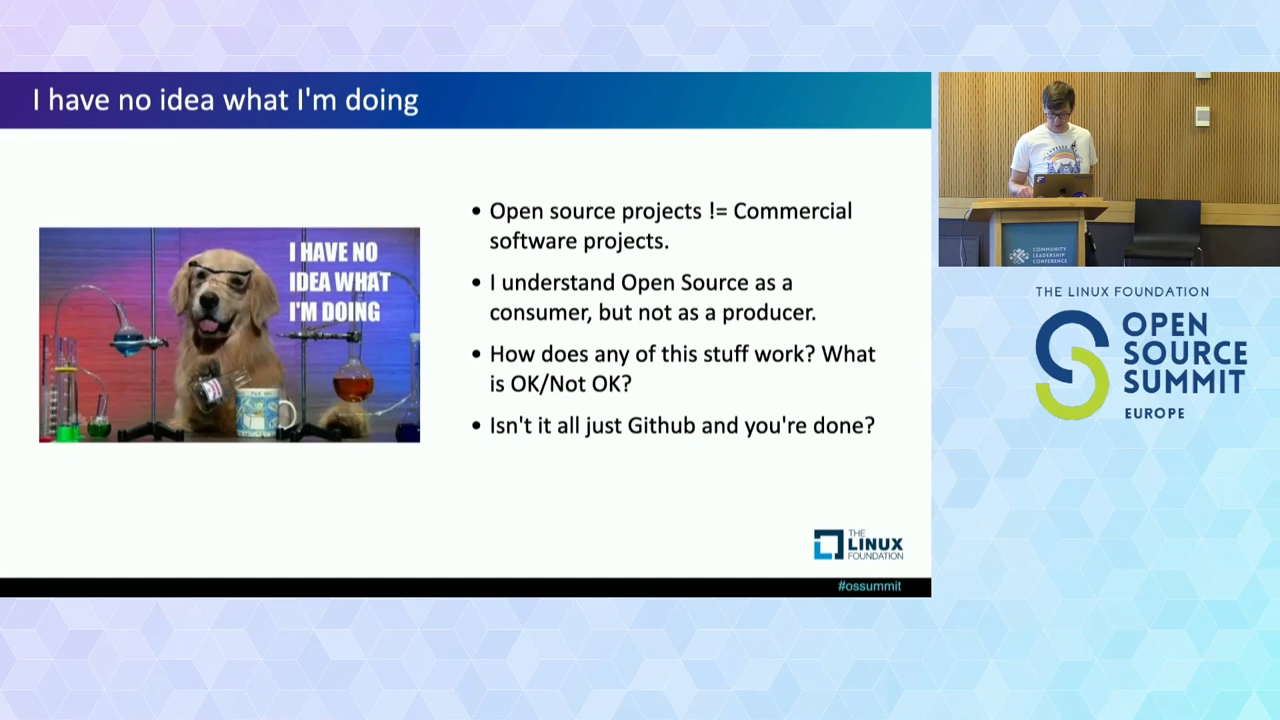 I have no idea what I'm doing
I HAVE NO
IDEA WHAT
I'M DOING
• Open source projects != Commercial
software projects.
• I understand Open Source as a
consumer, but not as a producer.
• How does any of this stuff work? What
is OK/Not OK?
• Isn't it all just Github and you're done?
THE
LINUX
FOUNDATION
#ossummit
COMMUNITY
LEADERSHIP
CONFERENCE
THE LINUX FOUNDATION
OPEN
SOURCE
SUMMIT
EUROPE